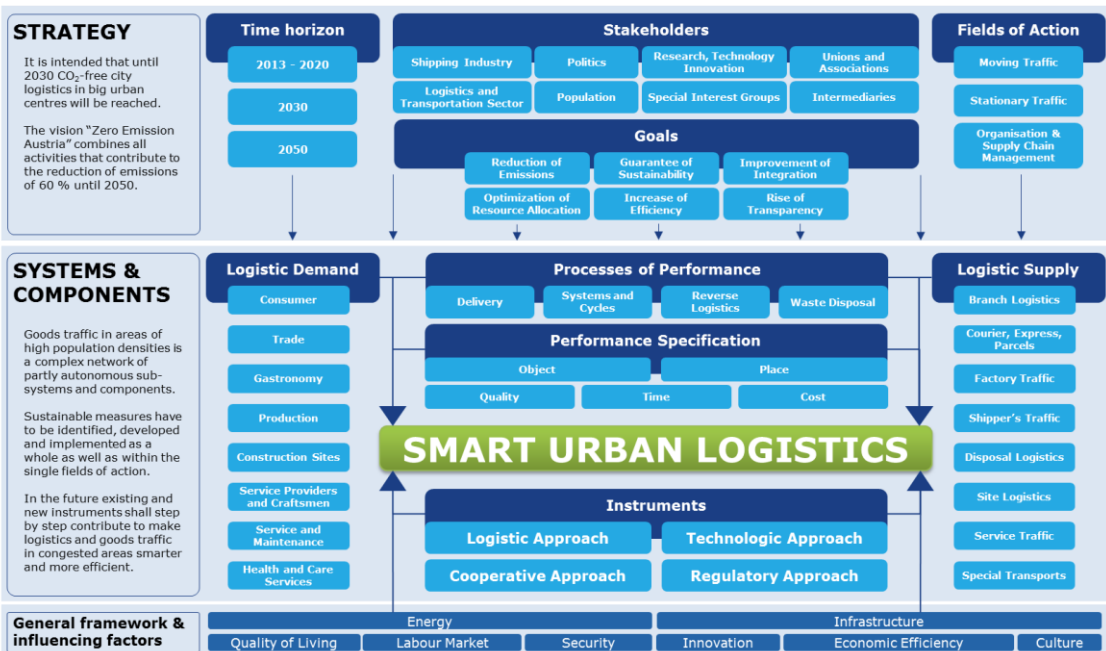 STRATEGY
It is intended that until
2030 CO₂-free city
logistics in big urban
centres will be reached.
The vision “Zero Emission
Austria” combines all
activities that contribute to
the reduction of emissions
of 60 % until 2050.
Time horizon
2013 - 2020
2030
2050
Stakeholders
Shipping Industry
Politics
Research, Technology
Innovation
Unions and
Associations
Logistics and
Transportation Sector
Population
Special Interest Groups
Intermediaries
Goals
Reduction of
Emissions
Guarantee of
Sustainability
Improvement of
Integration
Optimization of
Resource Allocation
Increase of
Efficiency
Rise of
Transparency
Fields of Action
Moving Traffic
Stationary Traffic
Organisation &
Supply Chain
Management
SYSTEMS &
COMPONENTS
Goods traffic in areas of
high population densities is
a complex network of
partly autonomous sub-
systems and components.
Sustainable measures have
to be identified, developed
and implemented as a
whole as well as within the
single fields of action.
In the future existing and
new instruments shall step
by step contribute to make
logistics and goods traffic
in congested areas smarter
and more efficient.
Logistic Demand
Consumer
Trade
Gastronomy
Production
Construction Sites
Service Providers
and Craftsmen
Service and
Maintenance
Health and Care
Services
Processes of Performance
Delivery
Systems and
Cycles
Reverse
Logistics
Waste Disposal
Performance Specification
Object
Place
Quality
Time
Cost
SMART URBAN LOGISTICS
Instruments
Logistic Approach
Technologic Approach
Cooperative Approach
Regulatory Approach
Logistic Supply
Branch Logistics
Courier, Express,
Parcels
Factory Traffic
Shipper's Traffic
Disposal Logistics
Site Logistics
Service Traffic
Special Transports
General framework &
influencing factors
Energy
Infrastructure
Quality of Living
Labour Market
Security
Innovation
Economic Efficiency
Culture